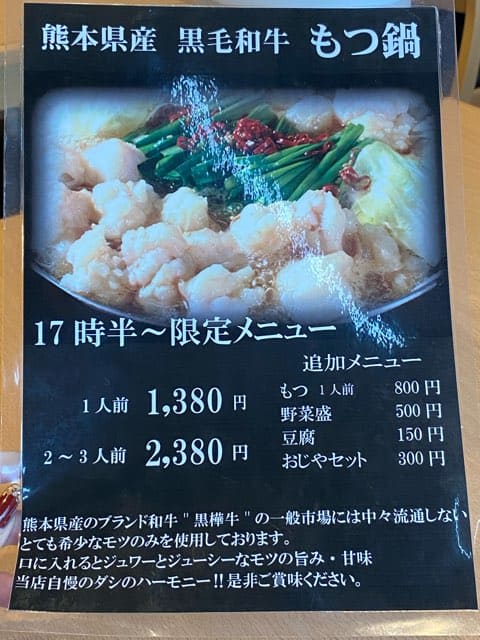 熊本県産 黒毛和牛 もつ鍋
17時半~限定メニュー
追加メニュー
1人前 1,380円
2~3人前 2,380円
もつ 1人前 800円
野菜盛 500円
豆腐 150円
おじやセット 300円
熊本県産のブランド和牛"黒樺牛"の一般市場には中々流通しない
とても希少なモツのみを使用しております。
口に入れるとジュワーとジューシーなモツの旨み・甘味
当店自慢のダシのハーモニー!!是非ご賞味ください。